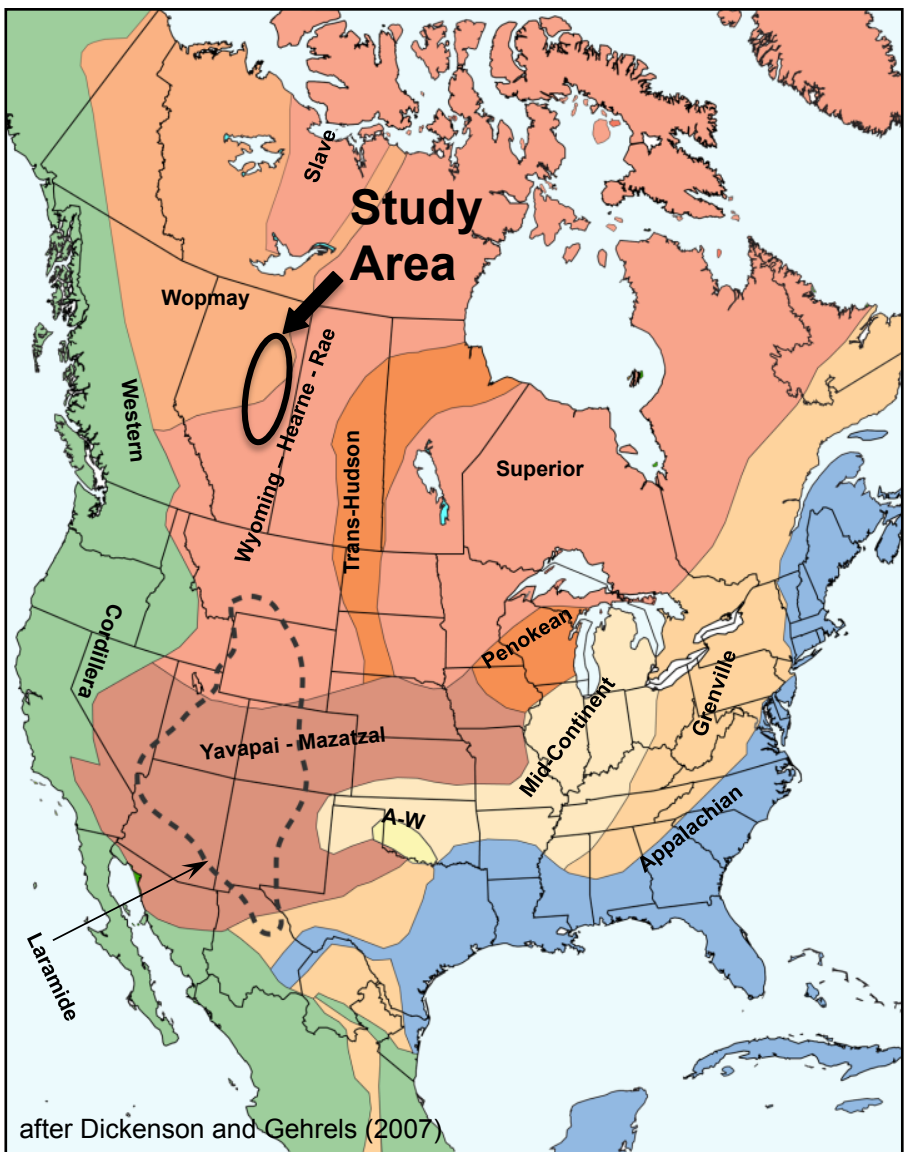 Slave
Study
Area
Wopmay
Western
Wyoming - Hearne - Rae
Trans-Hudson
Superior
Cordillera
Penokean
Yavapai - Mazatzal
Mid-Continent
Grenville
A-W
Appalachian
Laramide
after Dickenson and Gehrels (2007)